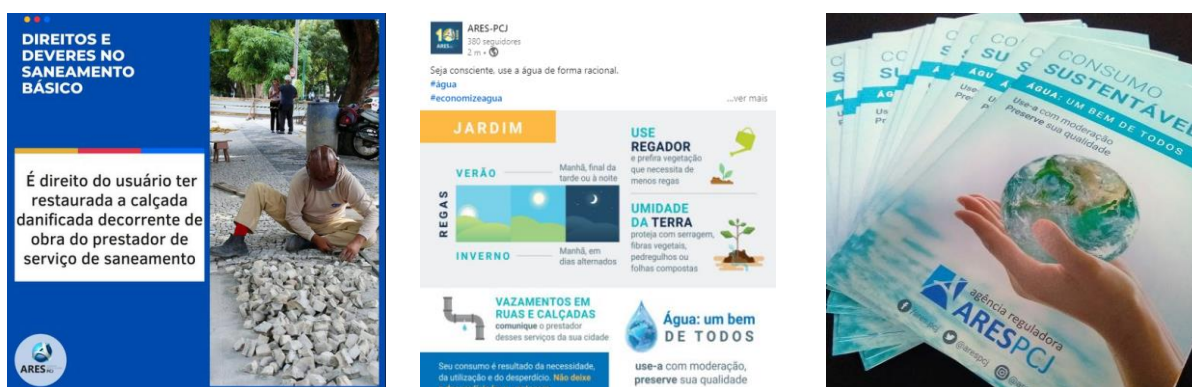 DIREITOS E
DEVERES NO
SANEAMENTO
BÁSICO
É direito do usuário ter
restaurada a calçada
danificada decorrente de
obra do prestador de
serviço de saneamento
ARES PCJ
ARES-PCJ
380 seguidores
2 m
Seja consciente, use a água de forma racional.
#água
#economizeagua
...ver mais
JARDIM
REGAS
VERÃO
Manhã, final da
tarde ou à noite
INVERNO
Manhã, em
dias alternados
USE
REGADOR
e prefira vegetação
que necessita de
menos regas
UMIDADE
DA TERRA
proteja com serragem,
fibras vegetais,
pedregulhos ou
folhas compostas
VAZAMENTOS EM
RUAS E CALÇADAS
comunique o prestador
desses serviços da sua cidade
Água: um bem
DE TODOS
use-a com moderação,
preserve sua qualidade
Seu consumo é resultado da necessidade,
da utilização e do desperdício. Não deixe
CONSUMO
SUSTENTÁVEL
ÁGUA: UM BEM DE TODOS
Use-a com moderação
Preserve sua qualidade
agência reguladora
ARESPCJ
/arespcj
@arespcj